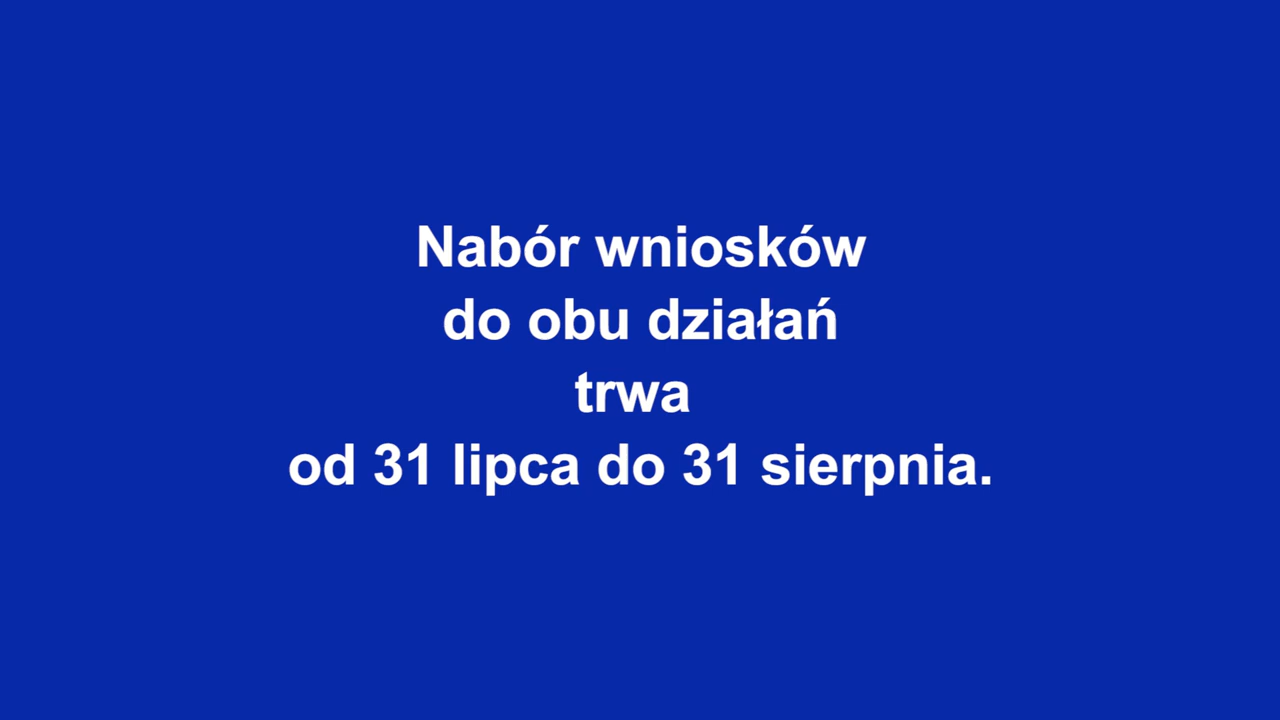 Nabór wniosków
do obu działań
trwa
od 31 lipca do 31 sierpnia.